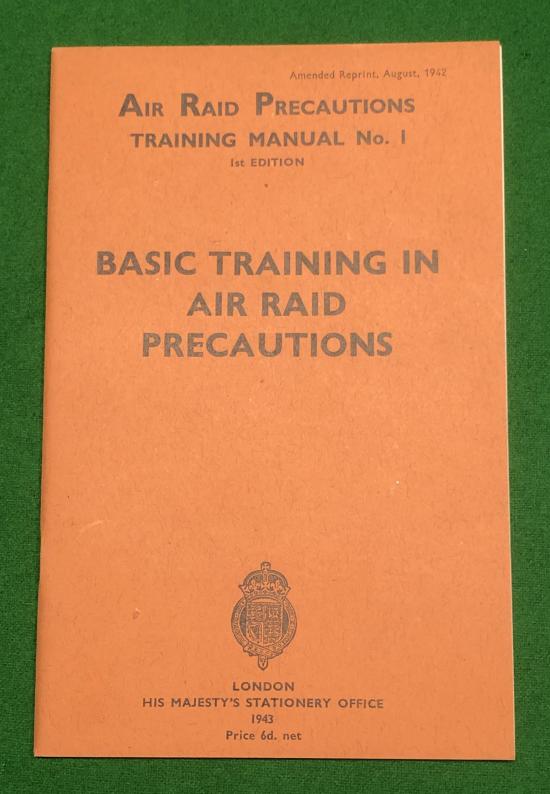 Amended Reprint, August, 1942
AIR RAID PRECAUTIONS
TRAINING MANUAL No. 1
1st EDITION
BASIC TRAINING IN
AIR RAID
PRECAUTIONS
LONDON
HIS MAJESTY'S STATIONERY OFFICE
1943
Price 6d. net